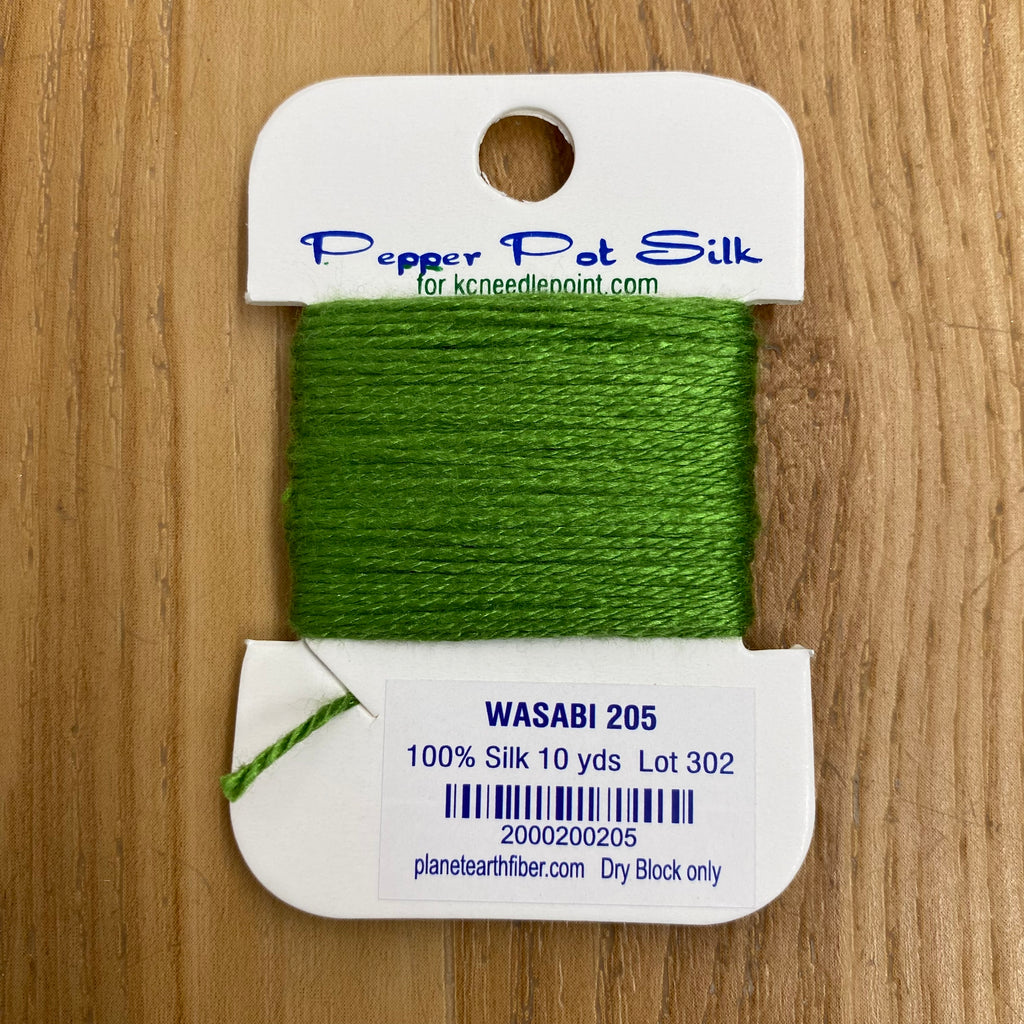 Pepper Pot Silk
for kcneedlepoint.com
WASABI 205
100% Silk 10 yds Lot 302
2000200205
planetearthfiber.com Dry Block only